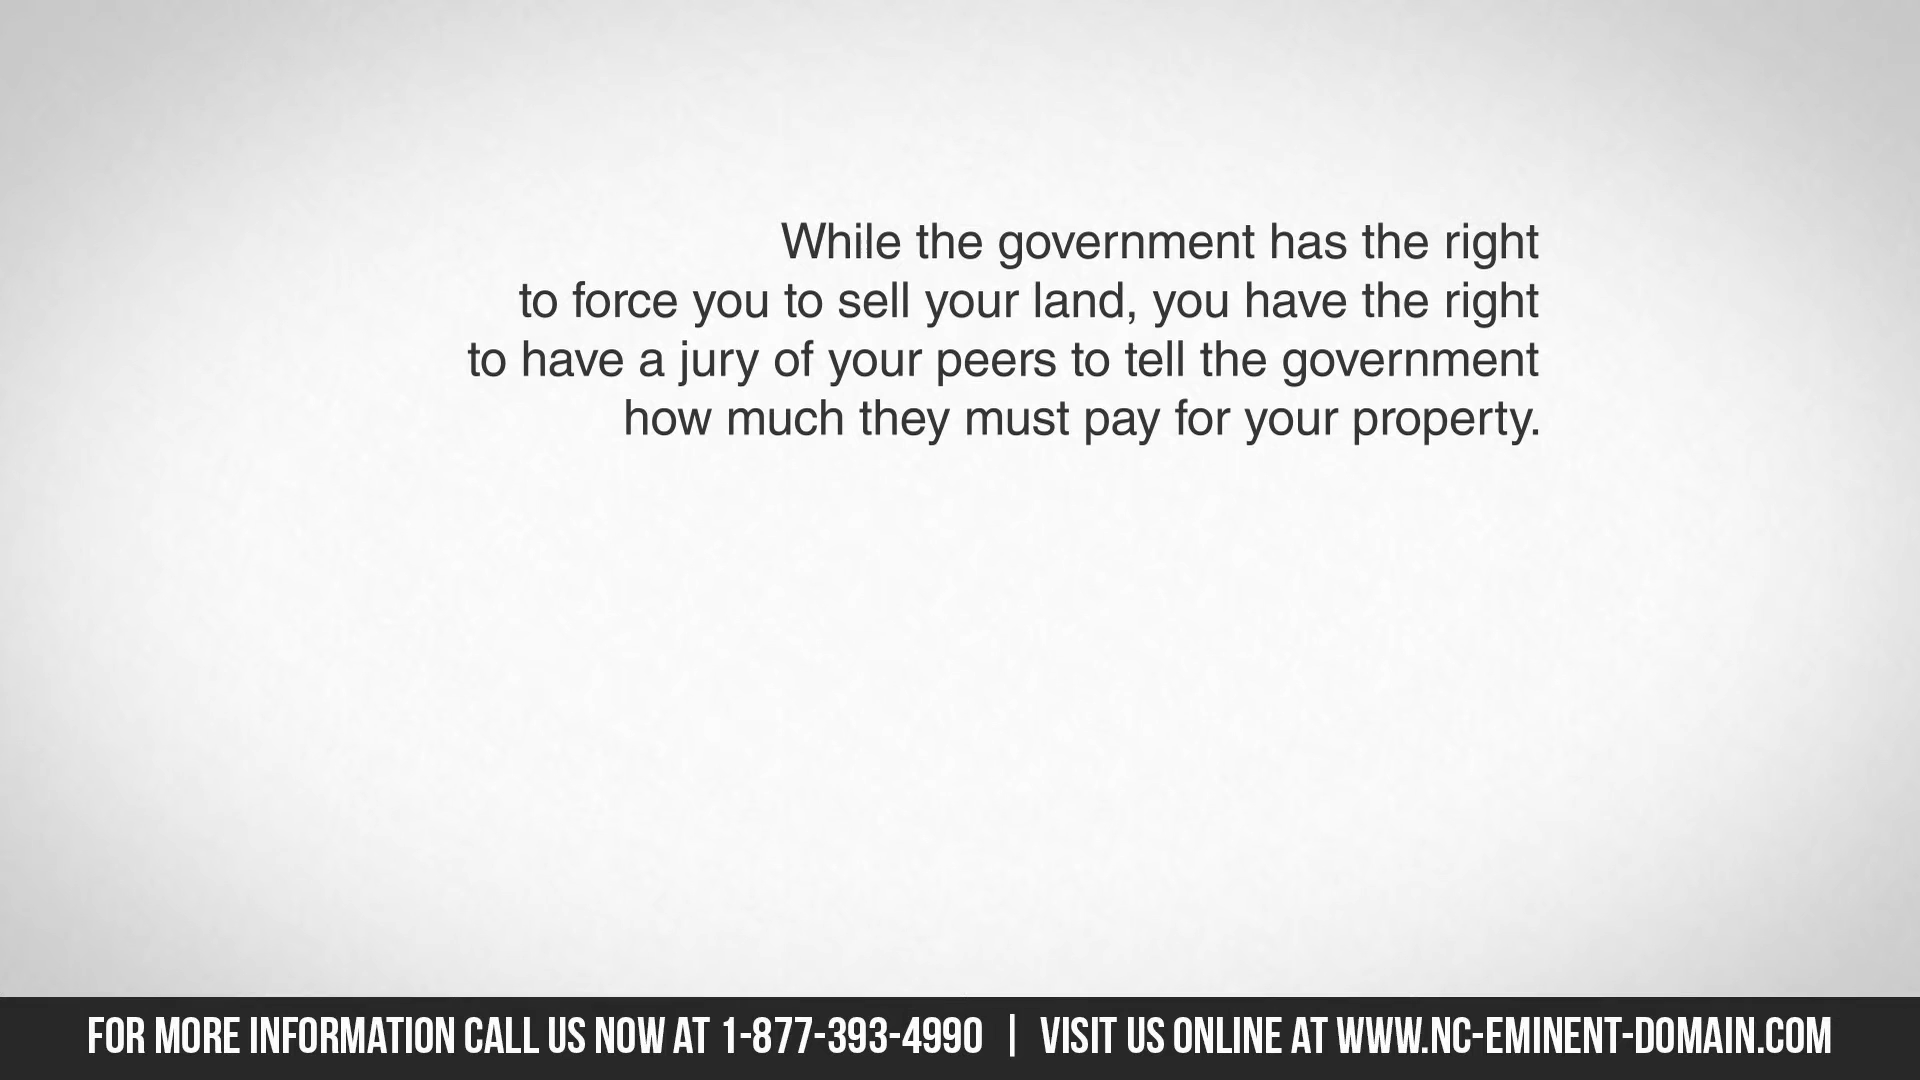 While the government has the right
to force you to sell your land, you have the right
to have a jury of your peers to tell the government
how much they must pay for your property.
FOR MORE INFORMATION CALL US NOW AT 1-877-393-4990 | VISIT US ONLINE AT WWW.NC-EMINENT-DOMAIN.COM